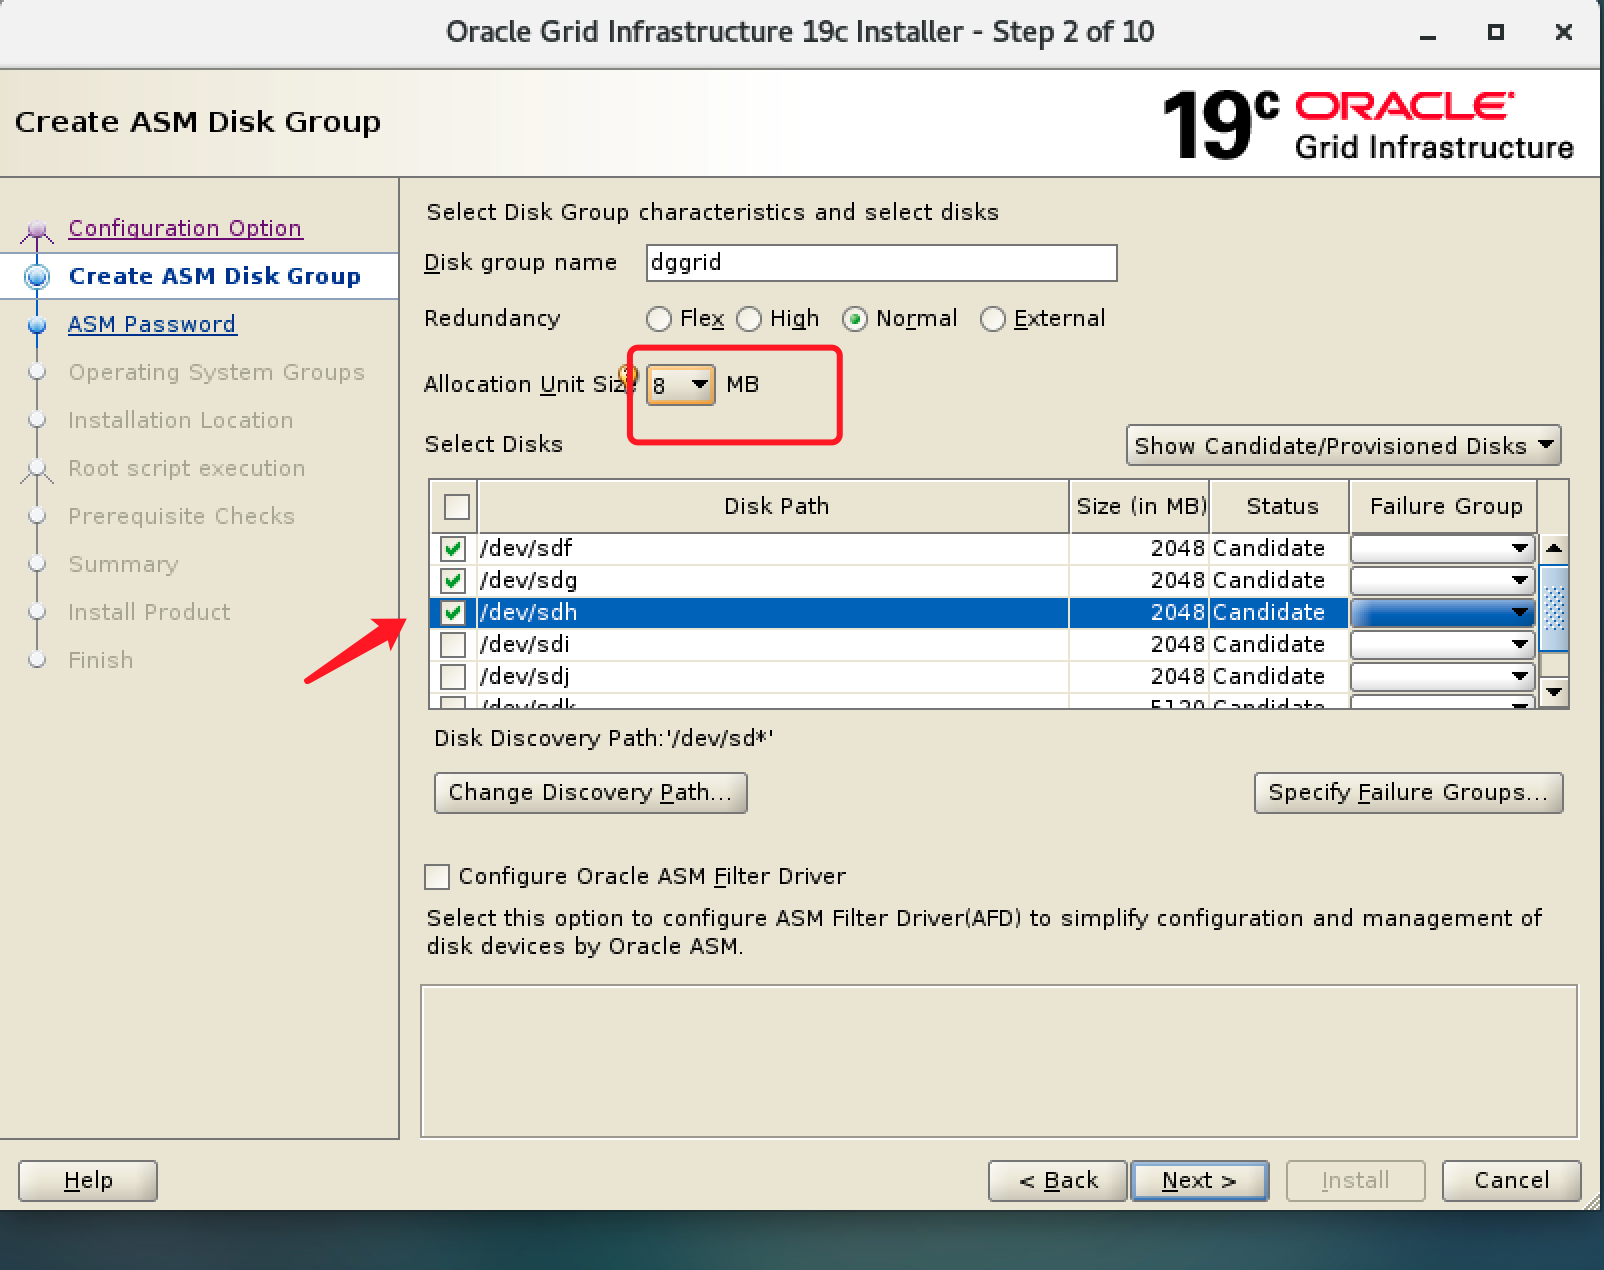 Oracle Grid Infrastructure 19c Installer - Step 2 of 10
Create ASM Disk Group
19c ORACLE
Grid Infrastructure
Configuration Option
Create ASM Disk Group
ASM Password
Operating System Groups
Installation Location
Root script execution
Prerequisite Checks
Summary
Install Product
Finish
Select Disk Group characteristics and select disks
Disk group name dggrid
Redundancy Flex High Normal External
Allocation Unit Size 8 MB
Select Disks Show Candidate/Provisioned Disks
Disk Path Size (in MB) Status Failure Group
/dev/sdf 2048 Candidate
/dev/sdg 2048 Candidate
/dev/sdh 2048 Candidate
/dev/sdi 2048 Candidate
/dev/sdj 2048 Candidate
/dev/sdk 5120 Candidate
Disk Discovery Path:'/dev/sd*'
Change Discovery Path... Specify Failure Groups...
Configure Oracle ASM Filter Driver
Select this option to configure ASM Filter Driver(AFD) to simplify configuration and management of
disk devices by Oracle ASM.
Help < Back Next > Install Cancel